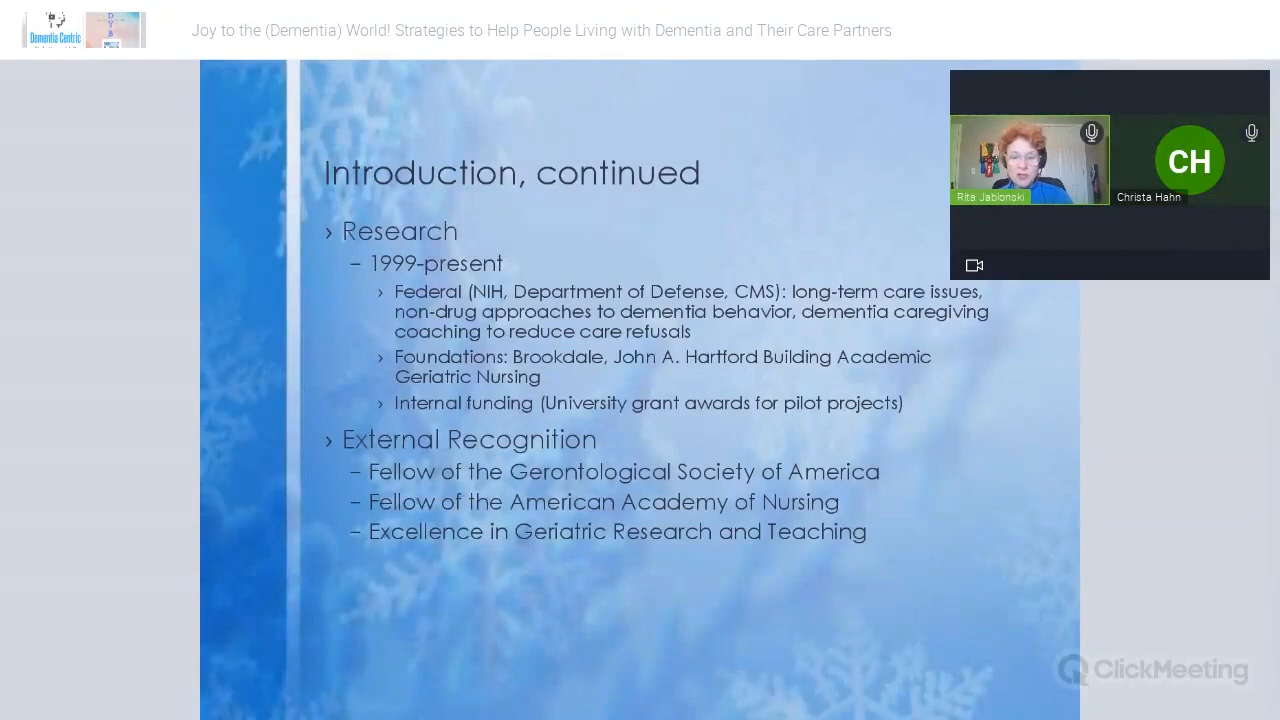 Dementia Centric
Joy to the (Dementia) World! Strategies to Help People Living with Dementia and Their Care Partners
Introduction, continued
› Research
– 1999-present
› Federal (NIH, Department of Defense, CMS): long-term care issues,
non-drug approaches to dementia behavior, dementia caregiving
coaching to reduce care refusals
› Foundations: Brookdale, John A. Hartford Building Academic
Geriatric Nursing
› Internal funding (University grant awards for pilot projects)
› External Recognition
– Fellow of the Gerontological Society of America
– Fellow of the American Academy of Nursing
– Excellence in Geriatric Research and Teaching
CH
Rita Jablonski
Christa Hahn
ClickMeeting